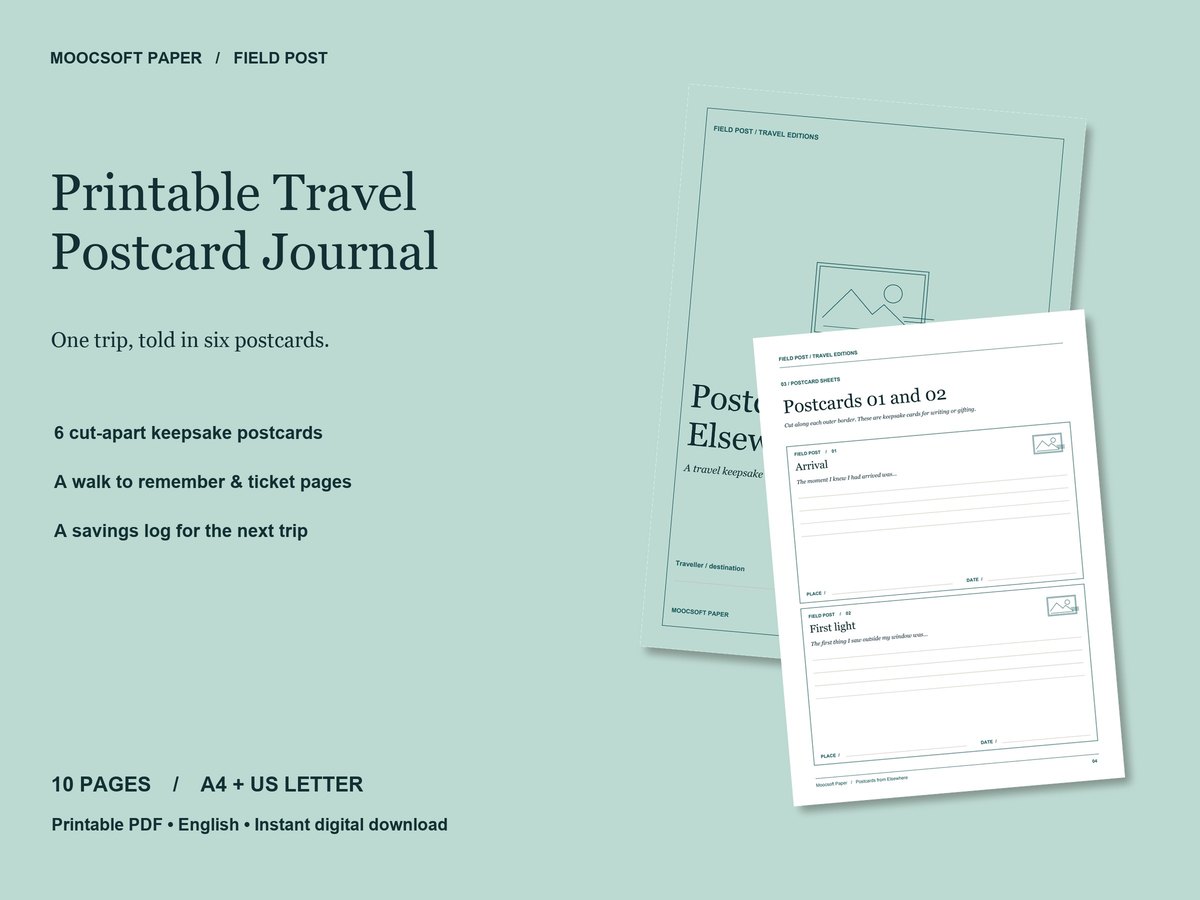 MOOCSOFT PAPER / FIELD POST
Printable Travel
Postcard Journal
One trip, told in six postcards.
6 cut-apart keepsake postcards
A walk to remember & ticket pages
A savings log for the next trip
10 PAGES / A4 + US LETTER
Printable PDF • English • Instant digital download
FIELD POST / TRAVEL EDITIONS
Postc
Elsew
A travel keepsake
Traveller / destination
MOOCSOFT PAPER
FIELD POST / TRAVEL EDITIONS
03 / POSTCARD SHEETS
Postcards 01 and 02
Cut along each outer border. These are keepsake cards for writing or gifting.
FIELD POST / 01
Arrival
The moment I knew I had arrived was...
PLACE / DATE /
FIELD POST / 02
First light
The first thing I saw outside my window was...
PLACE / DATE /
Moocsoft Paper / Postcards from Elsewhere
04